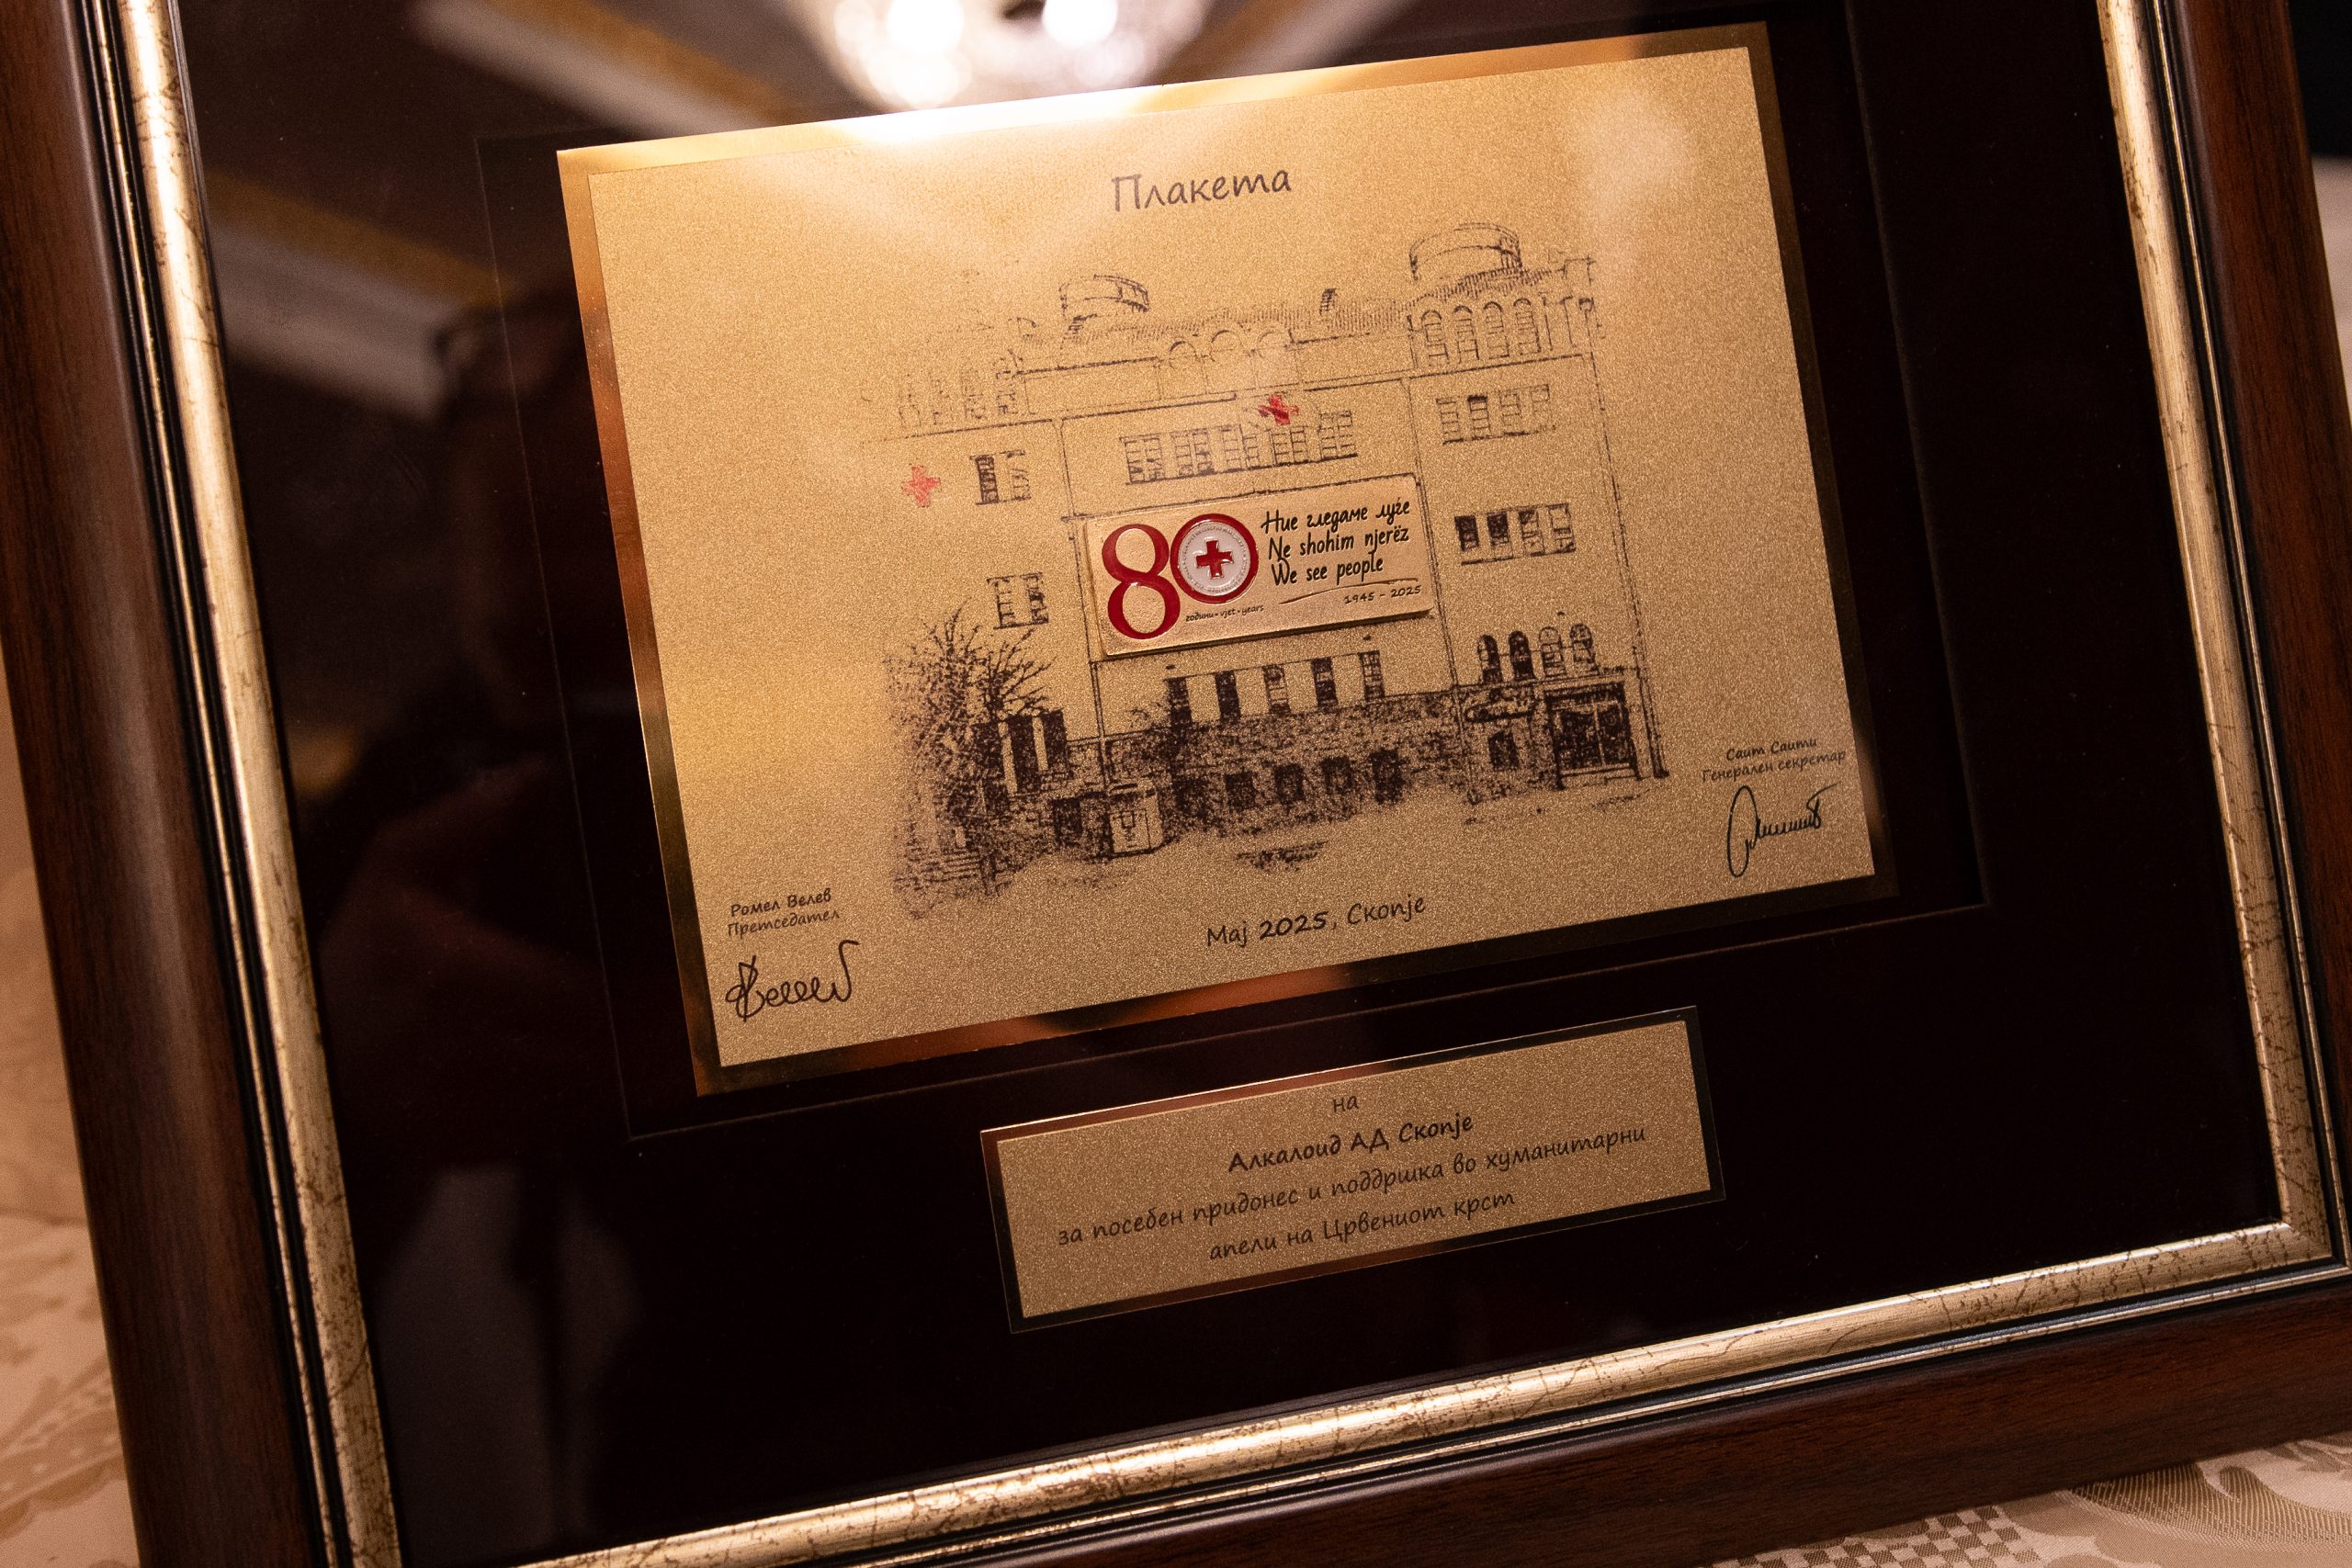 Плакета
80
години • vjet • years
Ние гледаме луѓе
Ne shohim njerëz
We see people
1945 - 2025
Саит Саити
Генерален секретар
Ромел Велев
Претседател
Мај 2025, Скопје
на
Алкалоид АД Скопје
за посебен придонес и поддршка во хуманитарни
апели на Црвениот крст